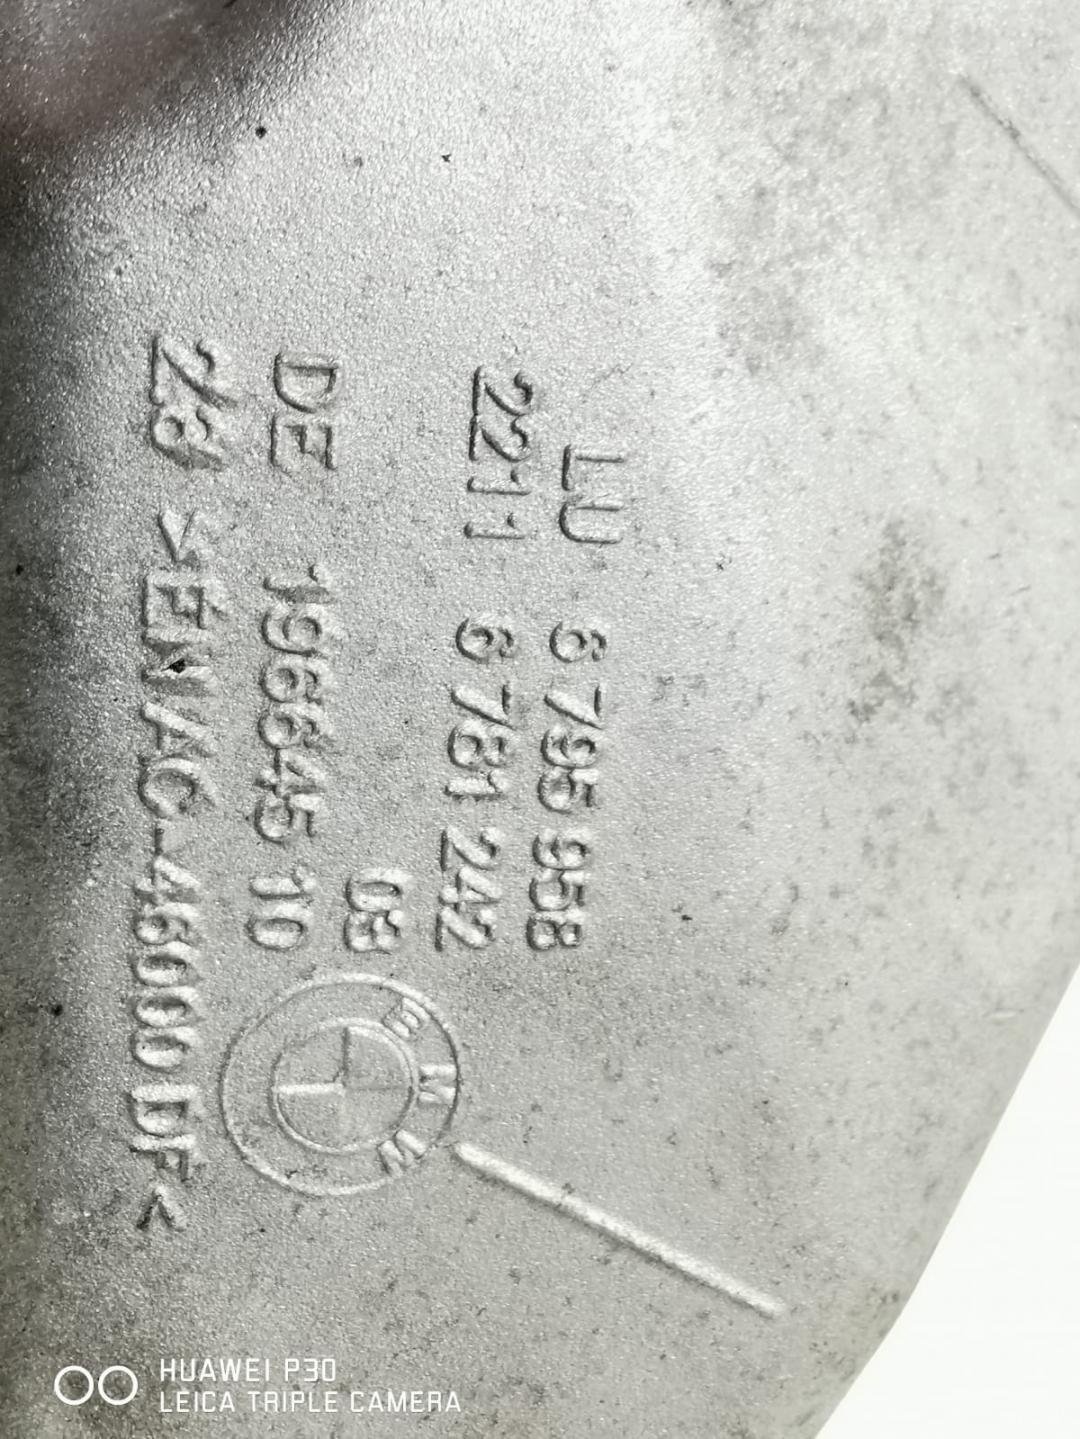 LU 6 795 958
2211 6 781 242
03
DE 196645 10
28 >EN AC-46000 DF<
BMW
HUAWEI P30
LEICA TRIPLE CAMERA